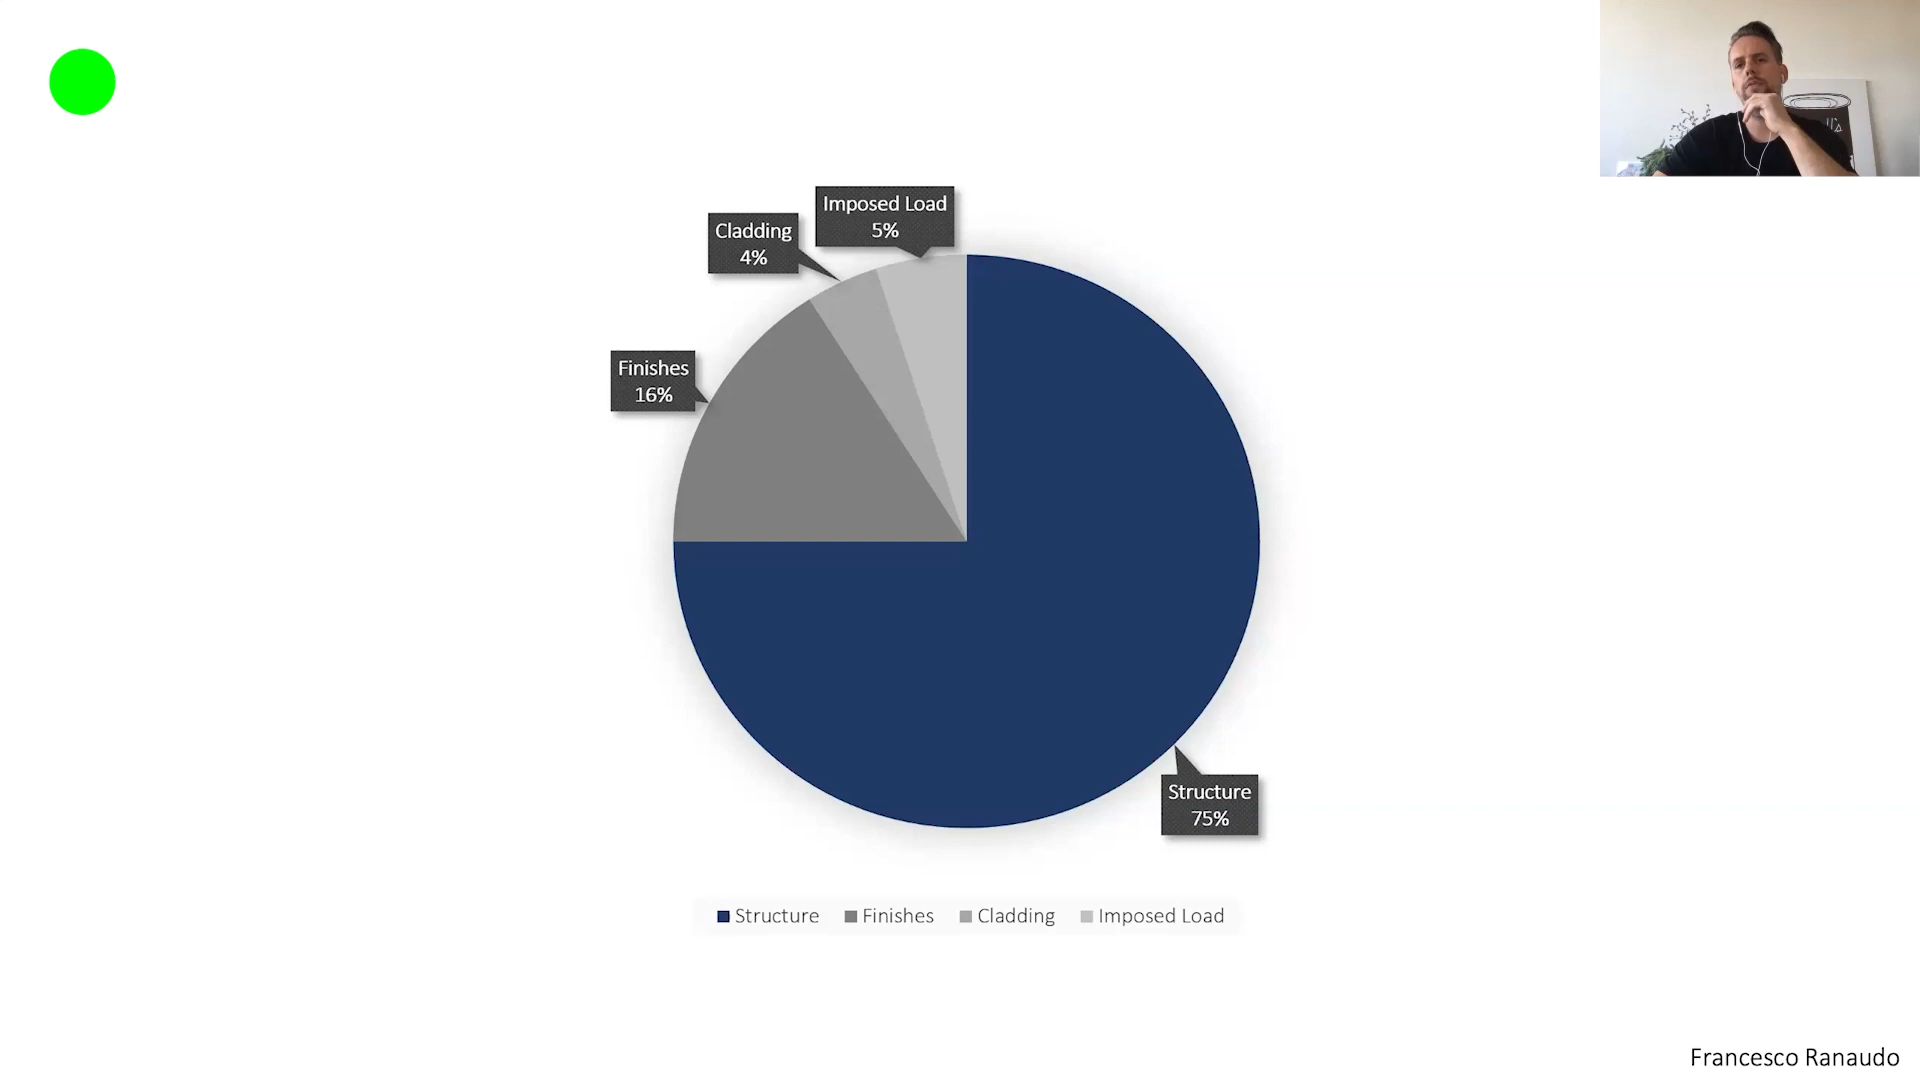 Imposed Load
5%
Cladding
4%
Finishes
16%
Structure
75%
Structure
Finishes
Cladding
Imposed Load
Francesco Ranaudo